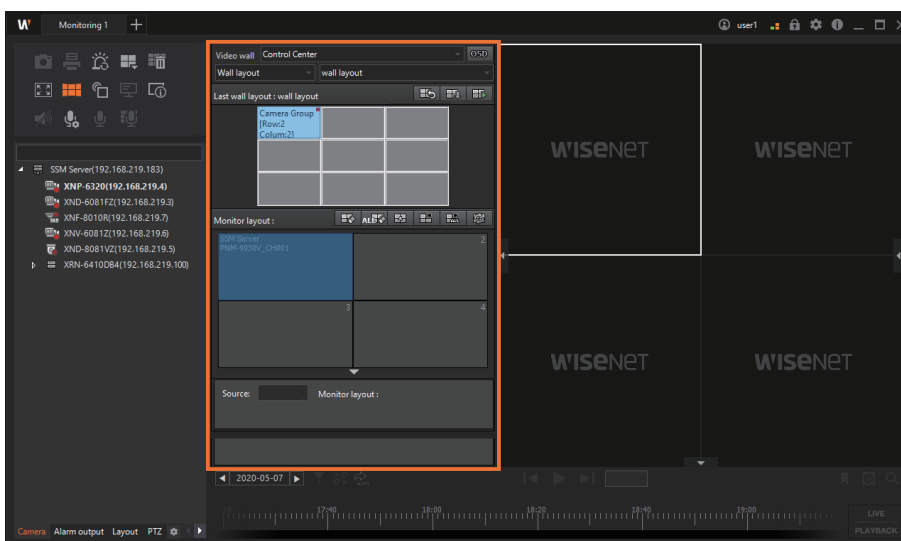 W
Monitoring 1
user1
Video wall Control Center OSD
Wall layout wall layout
Last wall layout : wall layout
Camera Group
[Row:2
Colum:2]
SSM Server(192.168.219.183)
XNP-6320(192.168.219.4)
XND-6081FZ(192.168.219.3)
XNF-8010R(192.168.219.7)
XNV-6081Z(192.168.219.6)
XND-8081VZ(192.168.219.5)
XRN-6410DB4(192.168.219.100)
Monitor layout :
ALL
SSM Server
PNM-9030V_CH001
2
3
4
Source: Monitor layout :
WISENET WISENET
WISENET WISENET
2020-05-07
AUTO
17:40 18:00 18:20 18:40 19:00
LIVE
PLAYBACK
Camera Alarm output Layout PTZ